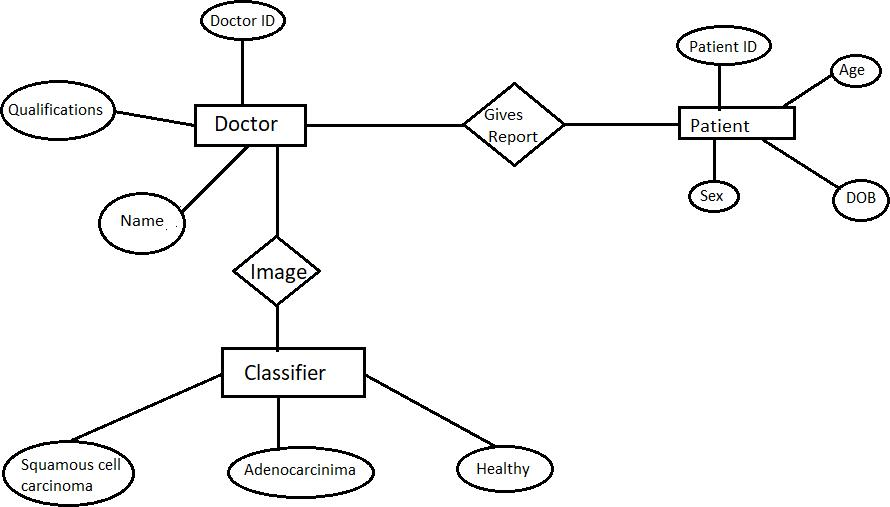 Doctor ID
Patient ID
Age
Qualifications
Doctor
Gives
Report
Patient
Name
Sex
DOB
Image
Classifier
Squamous cell
carcinoma
Adenocarcinima
Healthy